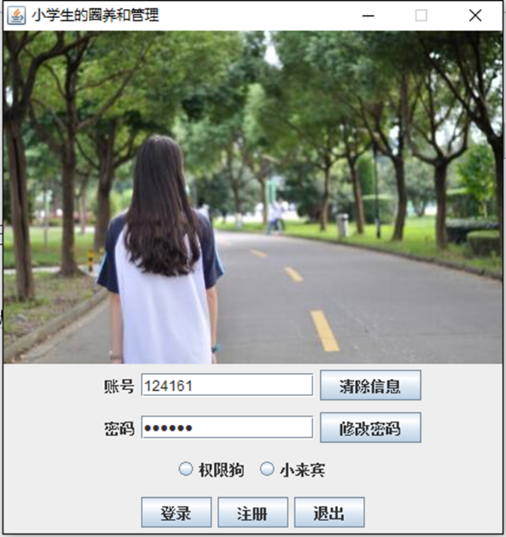 小学生的圈养和管理
账号 124161 清除信息
密码 ●●●●●●修改密码
权限狗 小来宾
登录 注册 退出